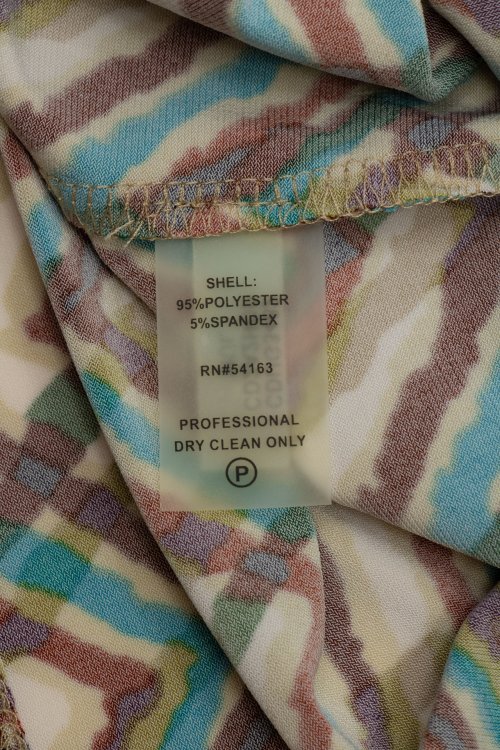 SHELL:
95%POLYESTER
5%SPANDEX
RN#54163
PROFESSIONAL
DRY CLEAN ONLY
P